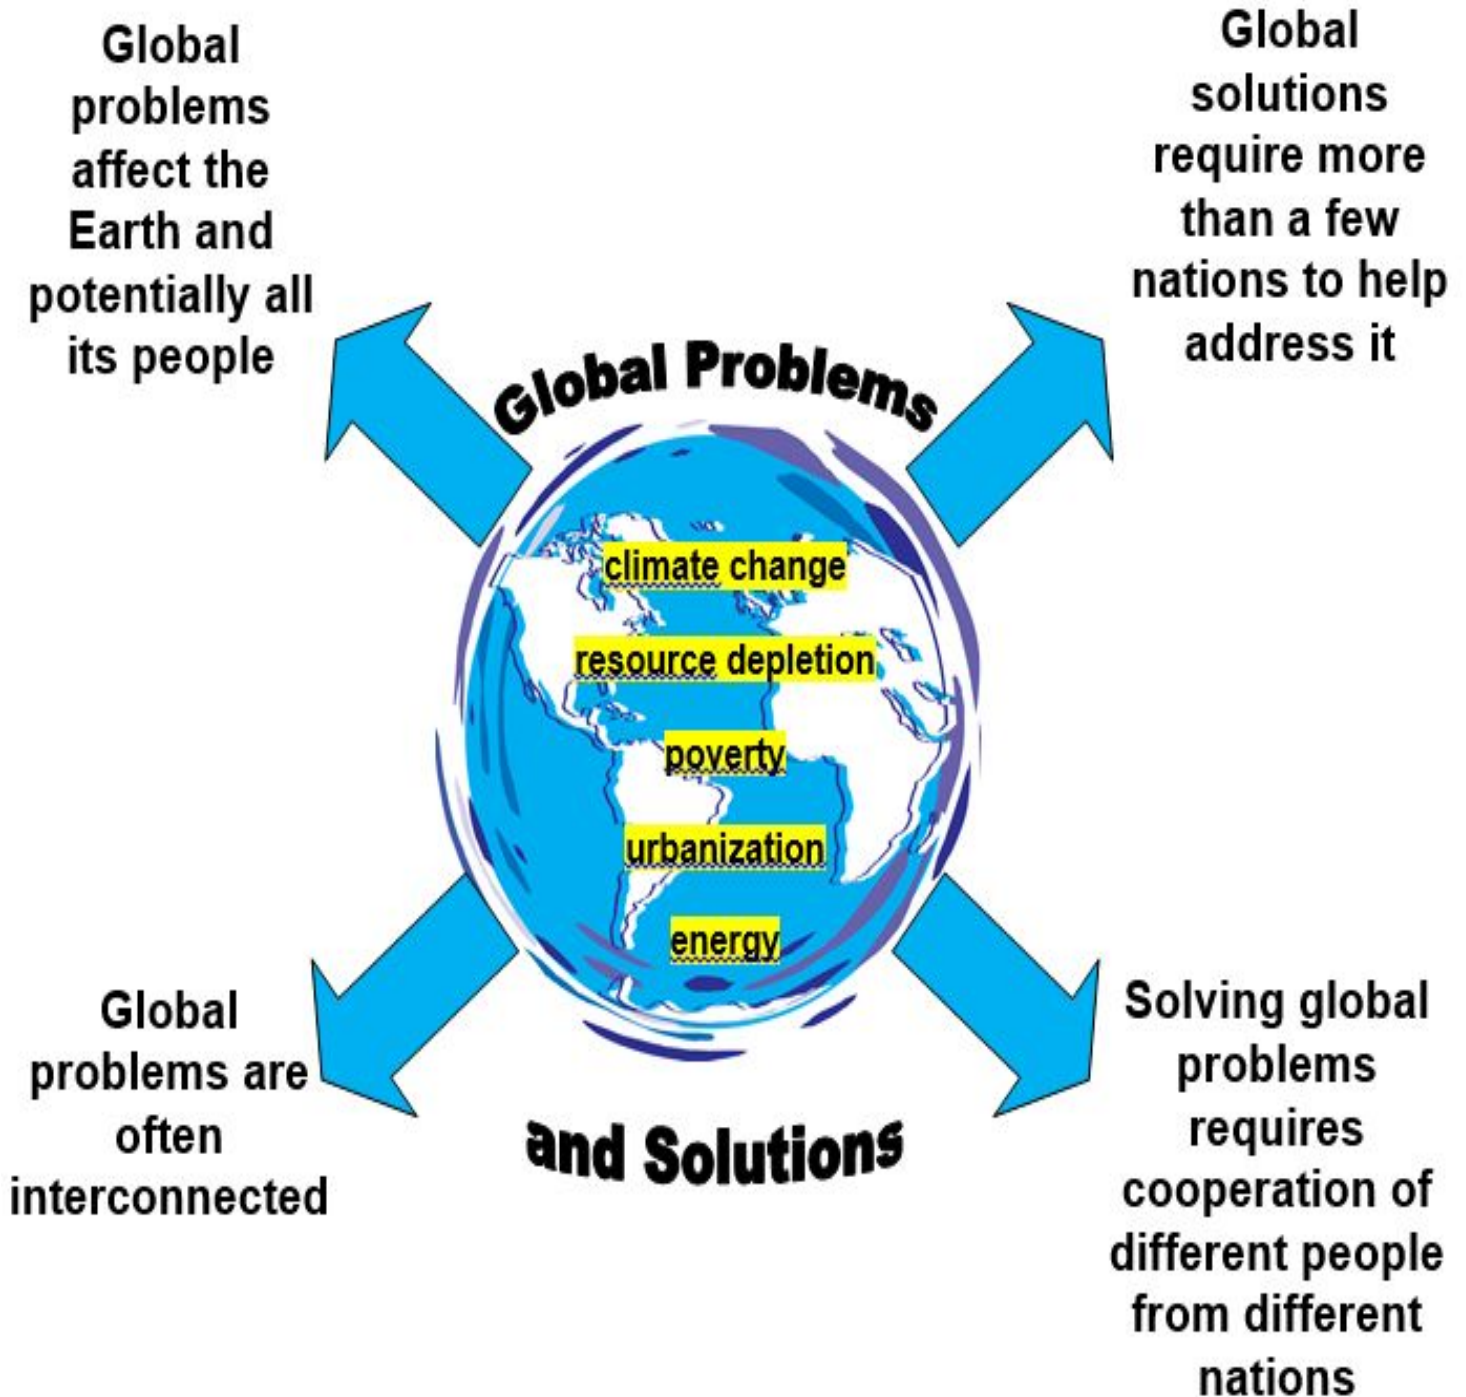 Global
problems
affect the
Earth and
potentially all
its people
Global
solutions
require more
than a few
nations to help
address it
Global Problems
climate change
resource depletion
poverty
urbanization
energy
and Solutions
Global
problems are
often
interconnected
Solving global
problems
requires
cooperation of
different people
from different
nations